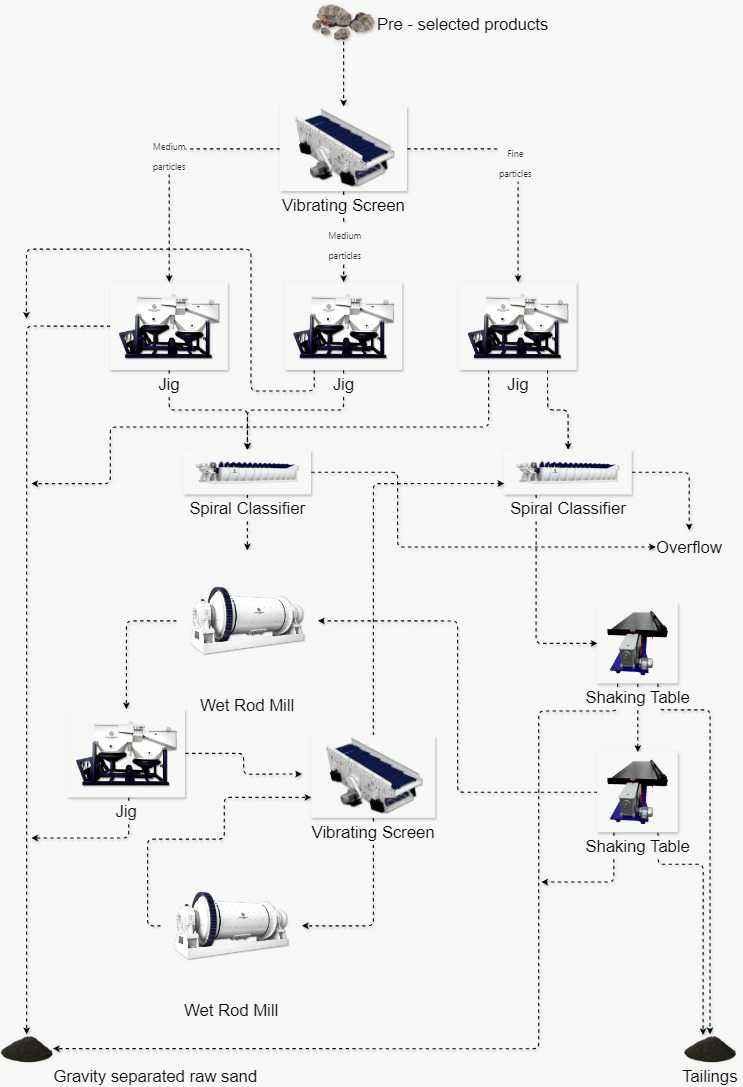 Pre - selected products
Medium
particles
Fine
particles
Vibrating Screen
Medium
particles
Jig
Jig
Jig
Spiral Classifier
Spiral Classifier
Overflow
Wet Rod Mill
Shaking Table
Jig
Vibrating Screen
Shaking Table
Wet Rod Mill
Gravity separated raw sand
Tailings